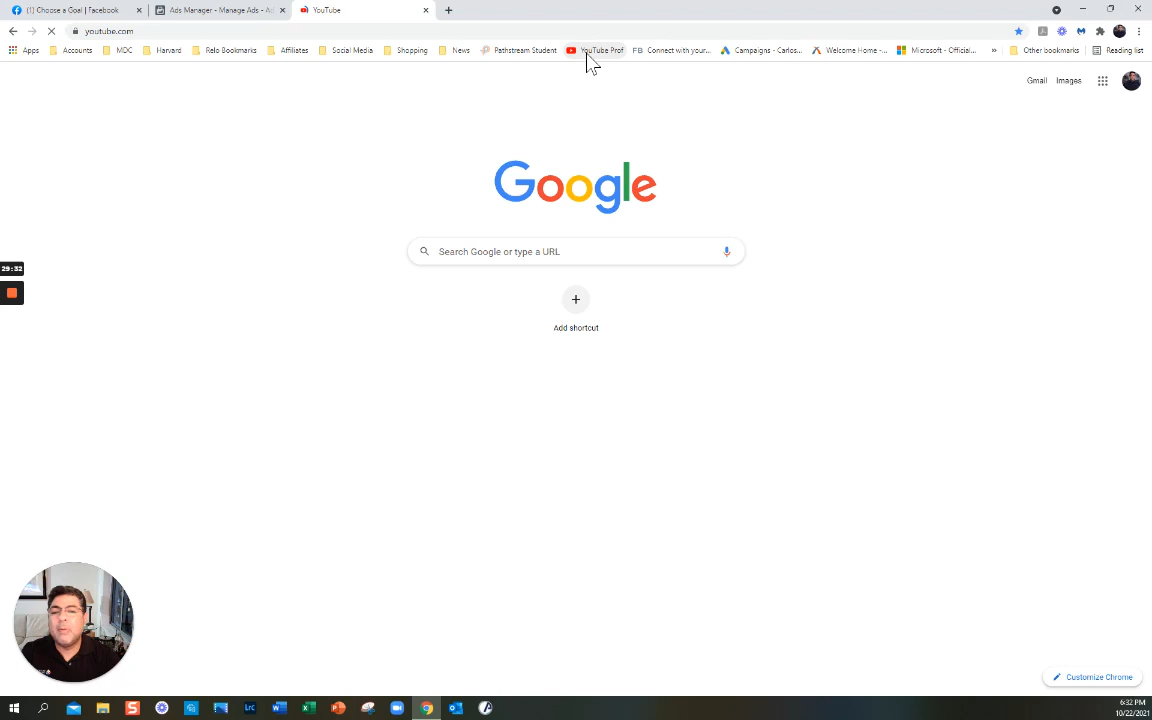 (1) Choose a Goal | Facebook
Ads Manager - Manage Ads - A
YouTube
youtube.com
Apps Accounts MDC Harvard Relo Bookmarks Affiliates Social Media Shopping News Pathstream Student YouTube Prof Connect with your... Campaigns - Carlos... Welcome Home -... Microsoft - Official... » Other bookmarks Reading list
Gmail Images
Google
Search Google or type a URL
29:32
Add shortcut
Customize Chrome
6:32 PM
10/22/2021